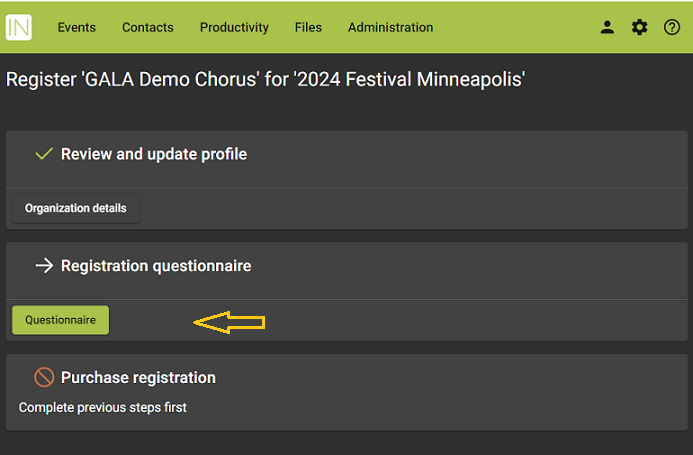 IN Events Contacts Productivity Files Administration
Register 'GALA Demo Chorus' for '2024 Festival Minneapolis'
Review and update profile
Organization details
Registration questionnaire
Questionnaire
Purchase registration
Complete previous steps first